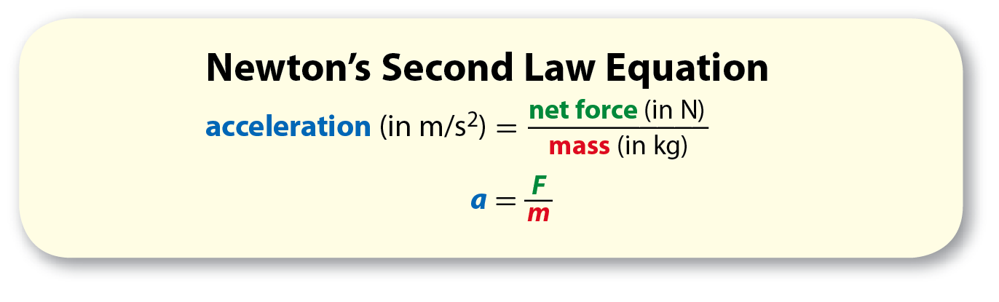 Newton’s Second Law Equation
acceleration (in m/s²) = net force (in N) / mass (in kg)
a = F / m